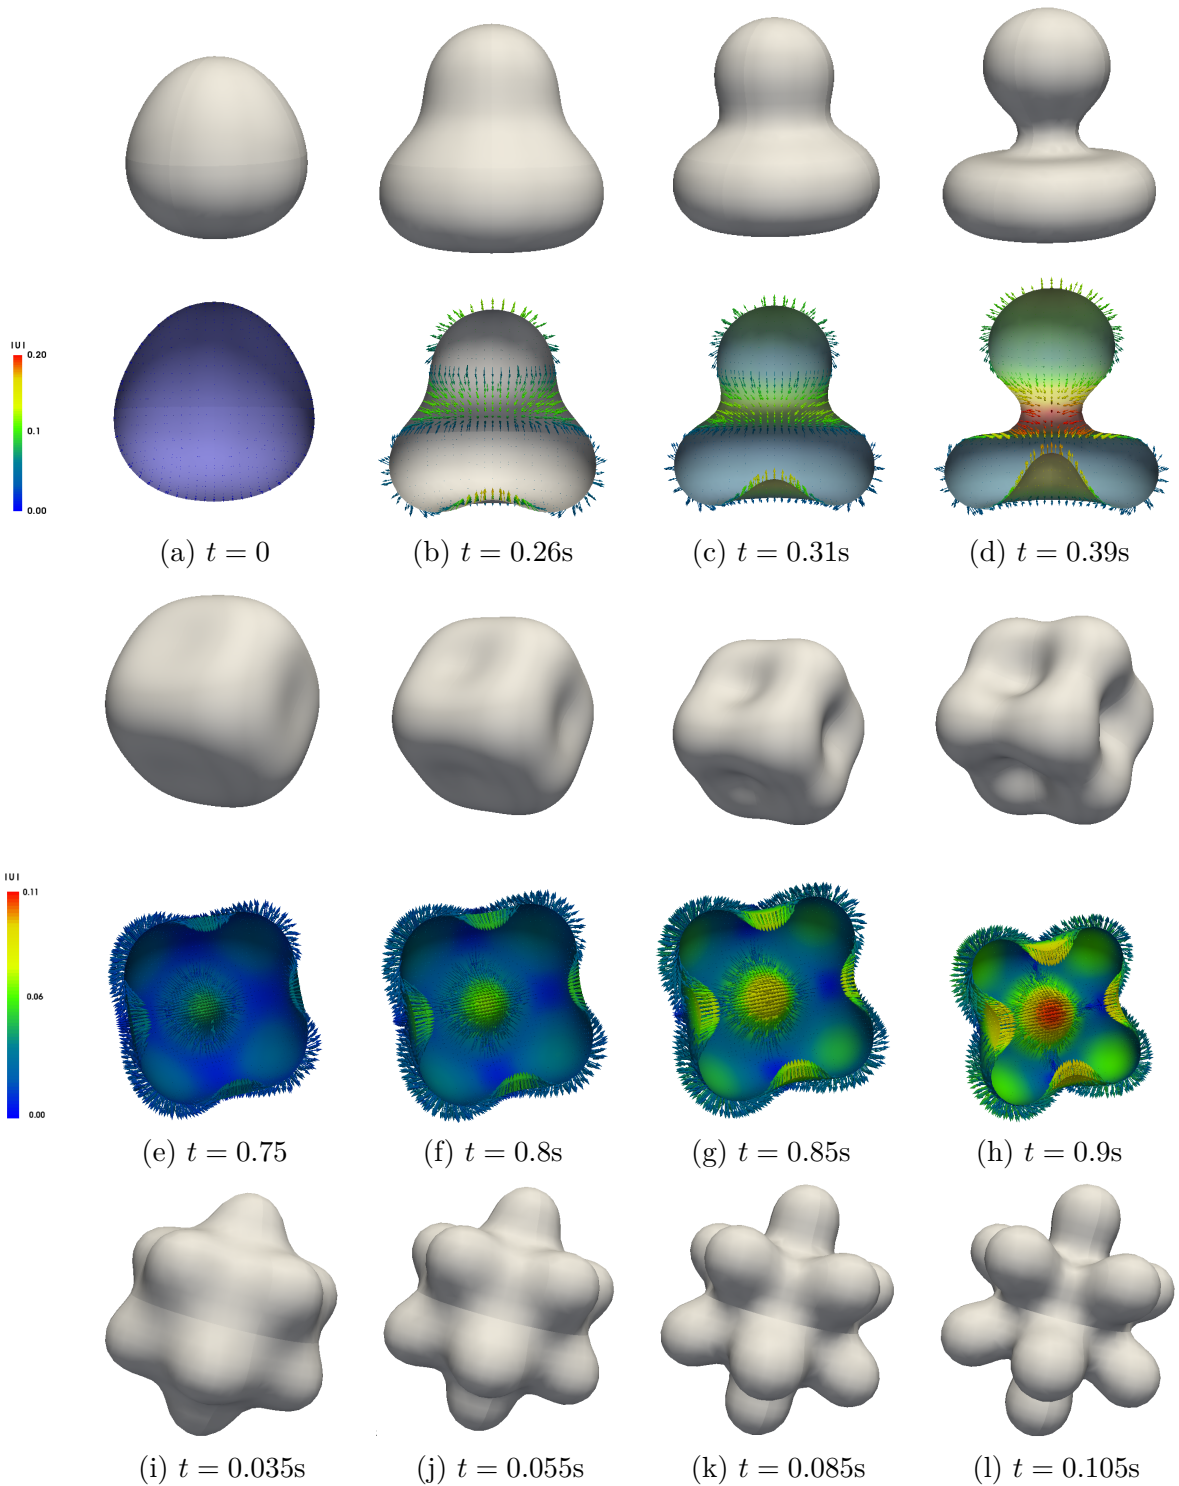 |U|
0.20
0.1
0.00
(a) t = 0
(b) t = 0.26s
(c) t = 0.31s
(d) t = 0.39s
|U|
0.11
0.06
0.00
(e) t = 0.75
(f) t = 0.8s
(g) t = 0.85s
(h) t = 0.9s
(i) t = 0.035s
(j) t = 0.055s
(k) t = 0.085s
(l) t = 0.105s